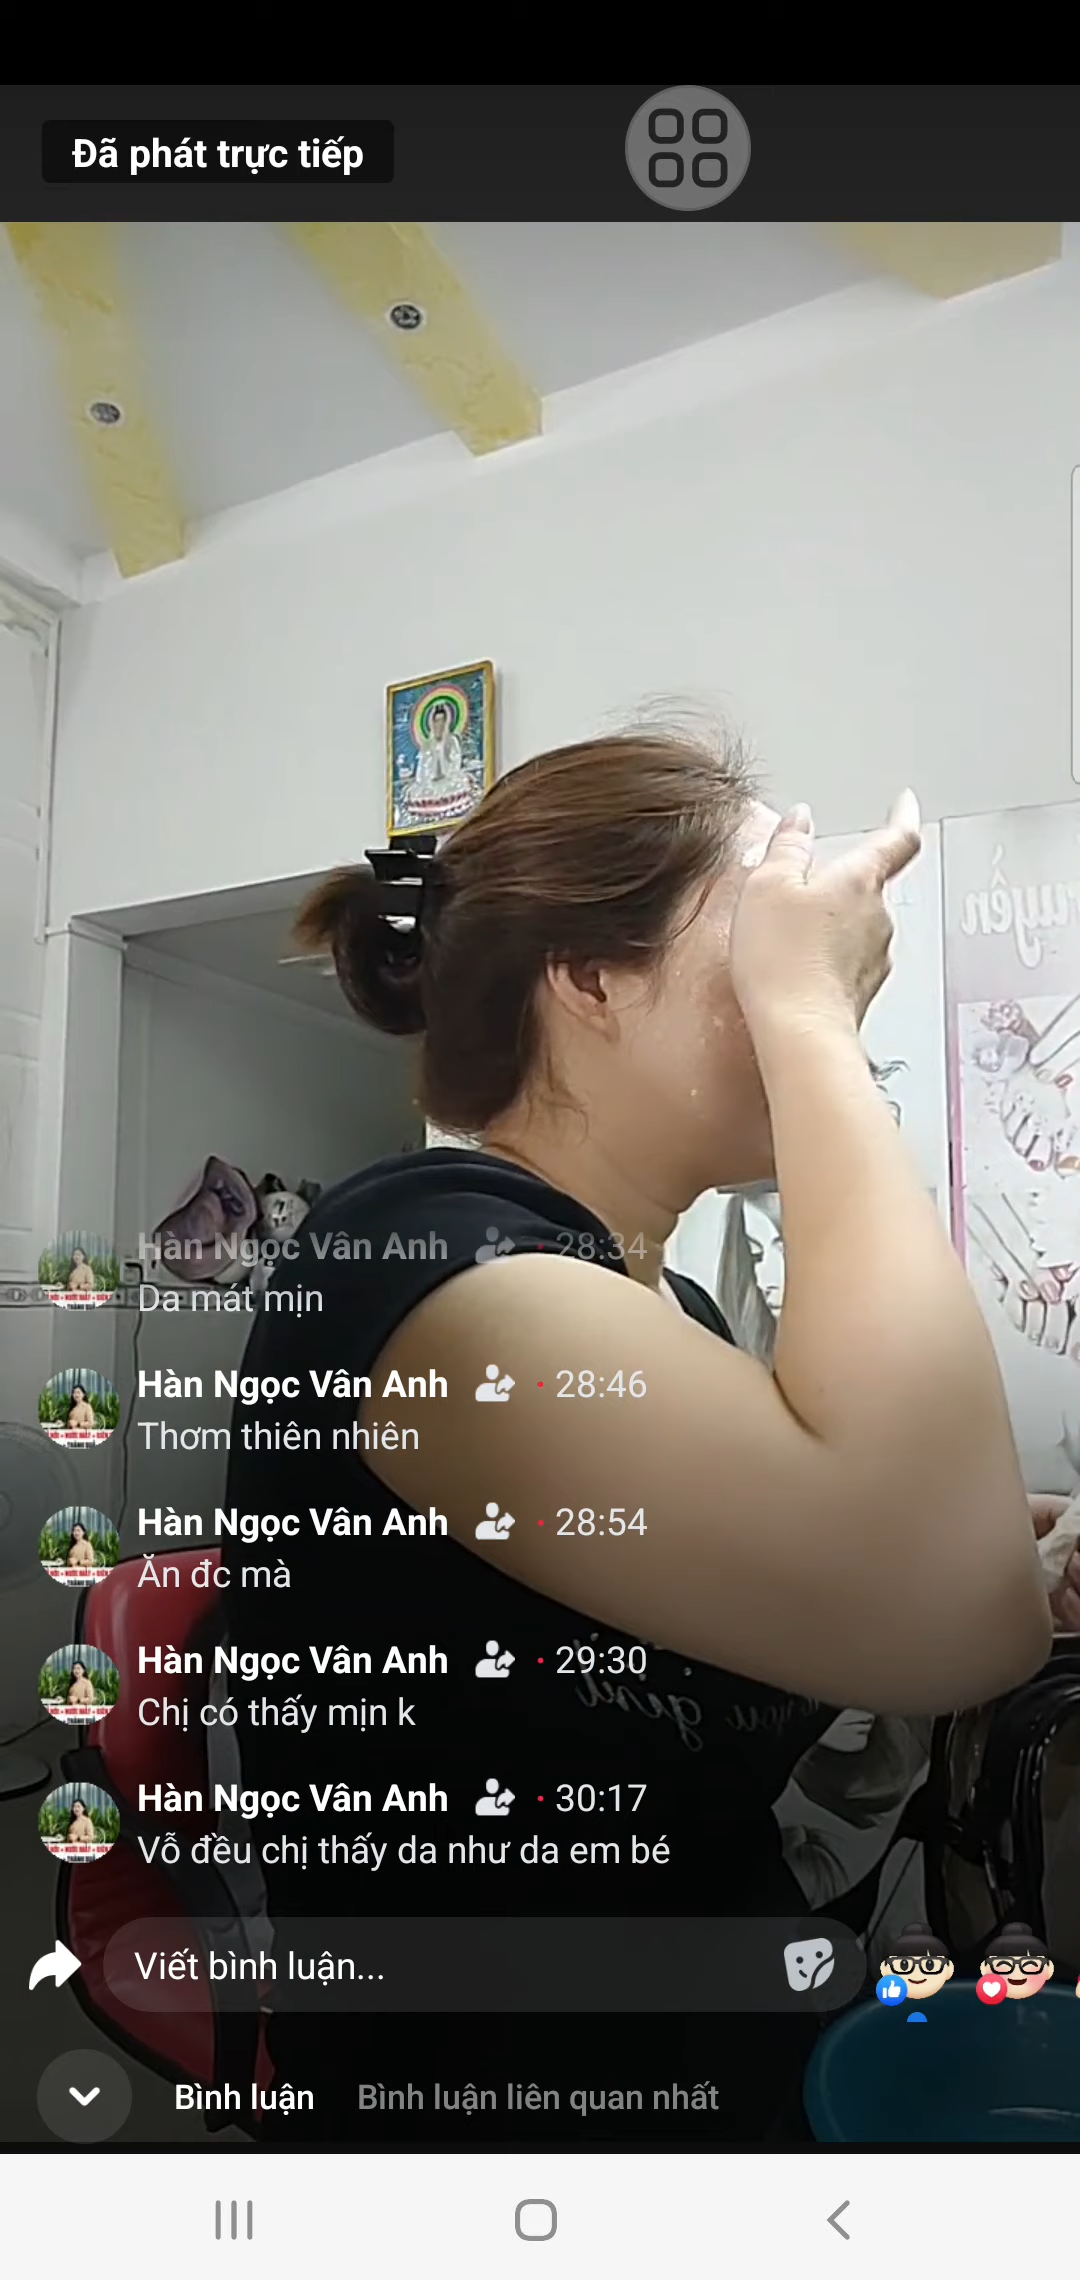 Đã phát trực tiếp
ruyến
Hàn Ngọc Vân Anh • 28:34
Da mát mịn
Hàn Ngọc Vân Anh • 28:46
Thơm thiên nhiên
Hàn Ngọc Vân Anh • 28:54
Ăn đc mà
Hàn Ngọc Vân Anh • 29:30
Chị có thấy mịn k
Hàn Ngọc Vân Anh • 30:17
Vỗ đều chị thấy da như da em bé
Viết bình luận...
Bình luận Bình luận liên quan nhất